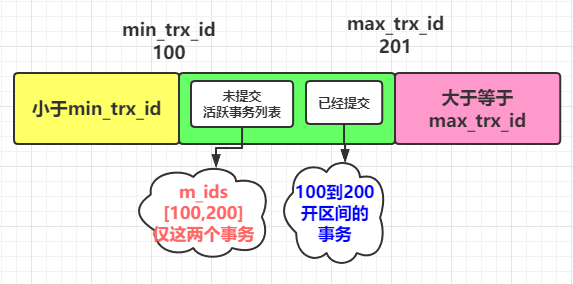 min_trx_id
100
max_trx_id
201
小于min_trx_id
未提交
活跃事务列表
已经提交
大于等于
max_trx_id
m_ids
[100,200]
仅这两个事务
100到200
开区间的
事务